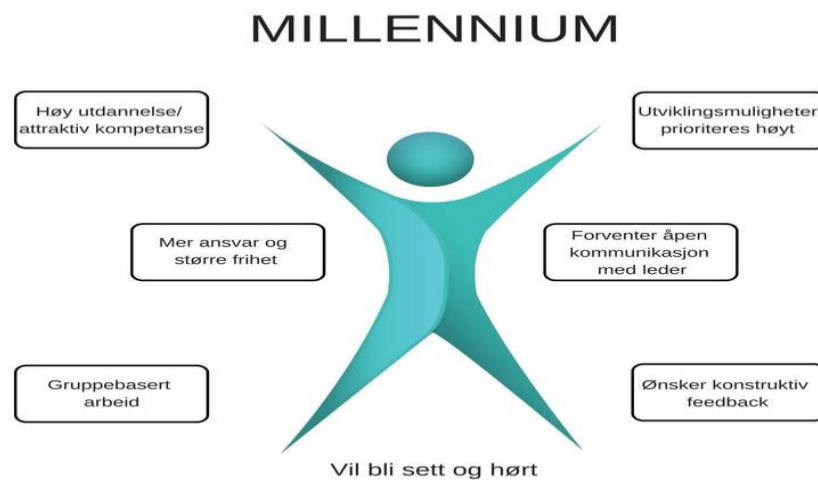 MILLENNIUM
Høy utdannelse/
attraktiv kompetanse
Utviklingsmuligheter
prioriteres høyt
Mer ansvar og
større frihet
Forventer åpen
kommunikasjon
med leder
Gruppebasert
arbeid
Ønsker konstruktiv
feedback
Vil bli sett og hørt